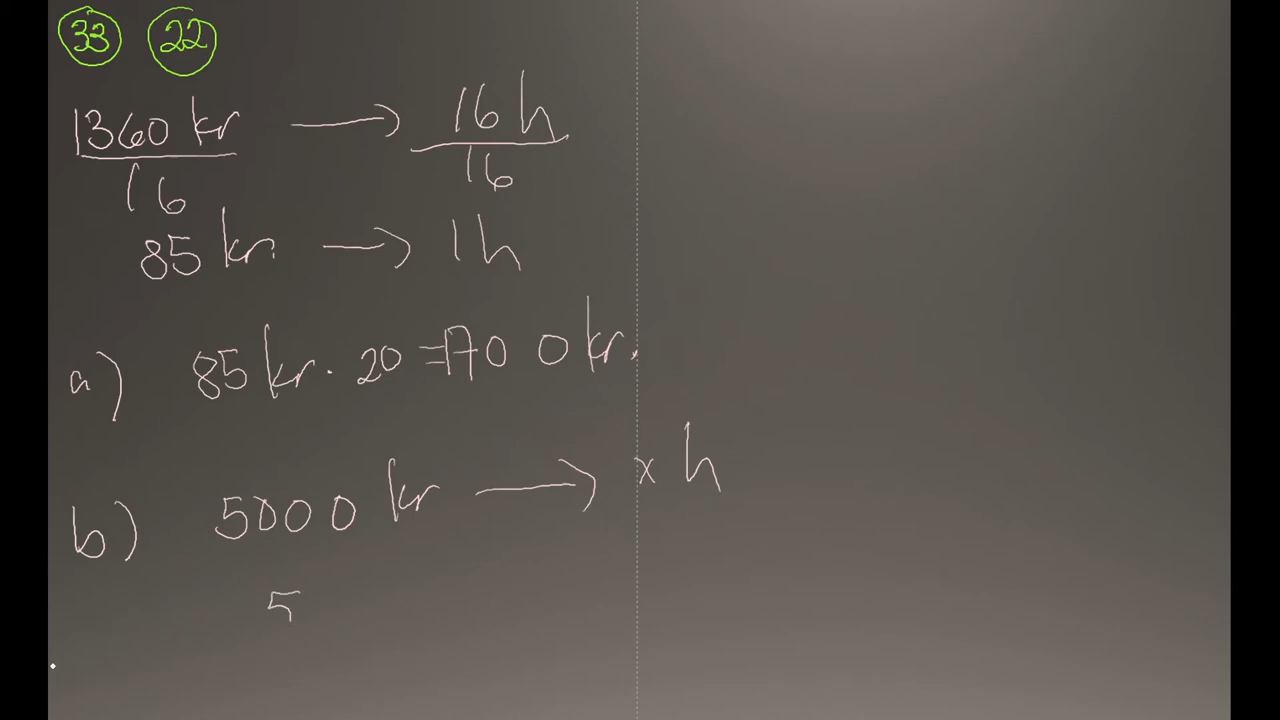 33 22
1360 kr → 16 h
16 16
85 kr. → 1 h
a) 85 kr. · 20 = 1700 kr.
b) 5000 kr → x h
5